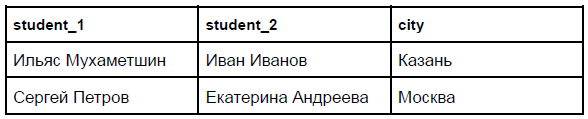 student_1 student_2 city
Ильяс Мухаметшин Иван Иванов Казань
Сергей Петров Екатерина Андреева Москва